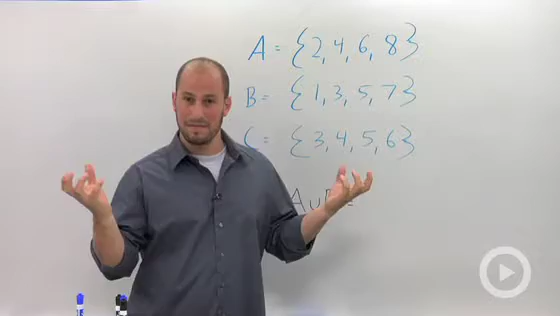 A = {2, 4, 6, 8}
B = {1, 3, 5, 7}
C = {3, 4, 5, 6}
A ∪